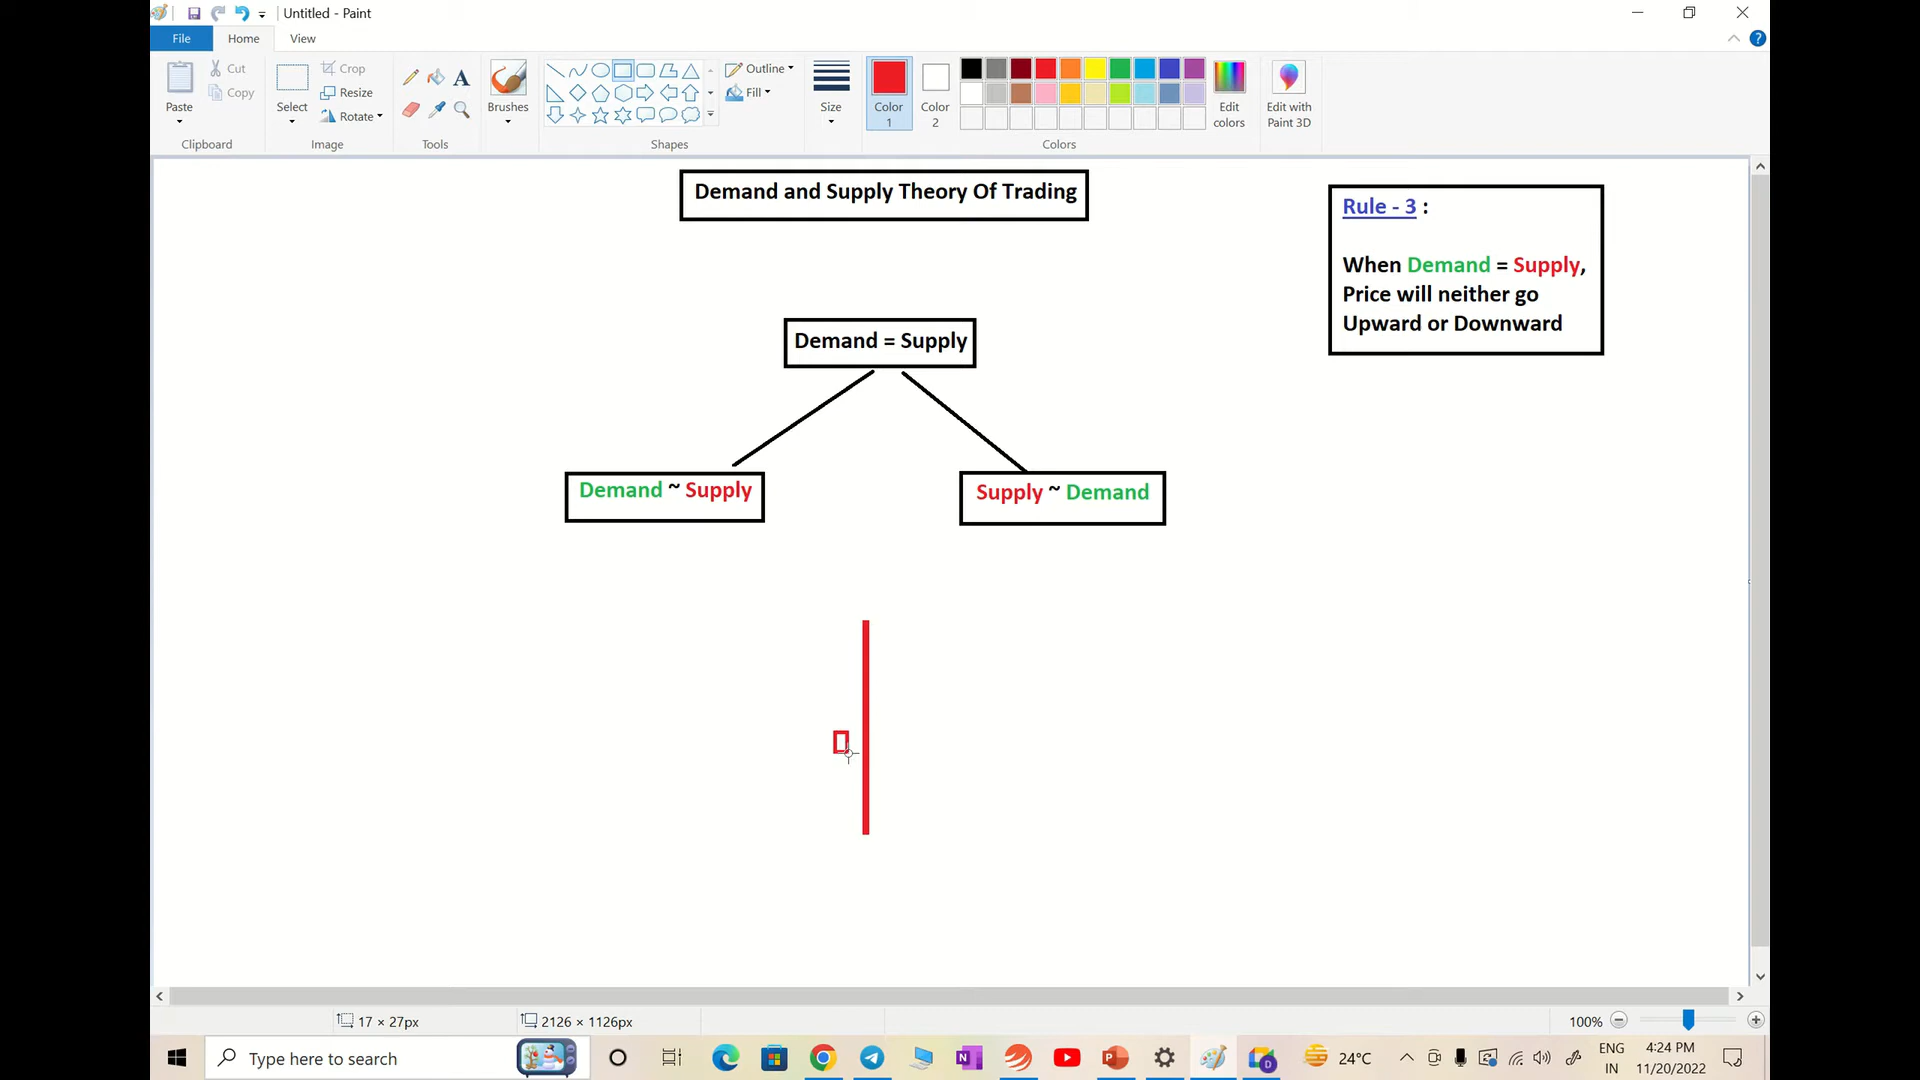 Untitled - Paint
File
Home
View
Paste
Cut
Copy
Clipboard
Select
Crop
Resize
Rotate
Image
A
Tools
Brushes
Outline
Fill
Shapes
Size
Color
1
Color
2
Edit
colors
Colors
Edit with
Paint 3D
?
Demand and Supply Theory Of Trading
Rule - 3 :
When Demand = Supply,
Price will neither go
Upward or Downward
Demand = Supply
Demand ~ Supply
Supply ~ Demand
17 × 27px
2126 × 1126px
100%
Type here to search
24°C
ENG
IN
4:24 PM
11/20/2022